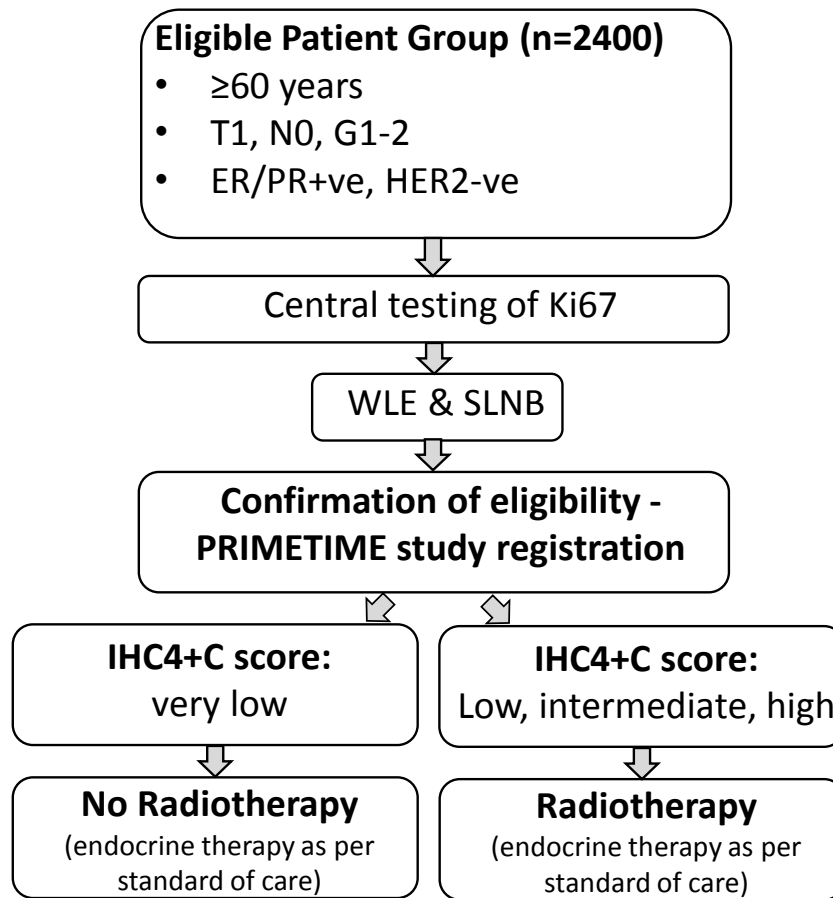 Eligible Patient Group (n=2400)
• ≥60 years
• T1, N0, G1-2
• ER/PR+ve, HER2-ve
Central testing of Ki67
WLE & SLNB
Confirmation of eligibility -
PRIMETIME study registration
IHC4+C score:
very low
IHC4+C score:
Low, intermediate, high
No Radiotherapy
(endocrine therapy as per
standard of care)
Radiotherapy
(endocrine therapy as per
standard of care)